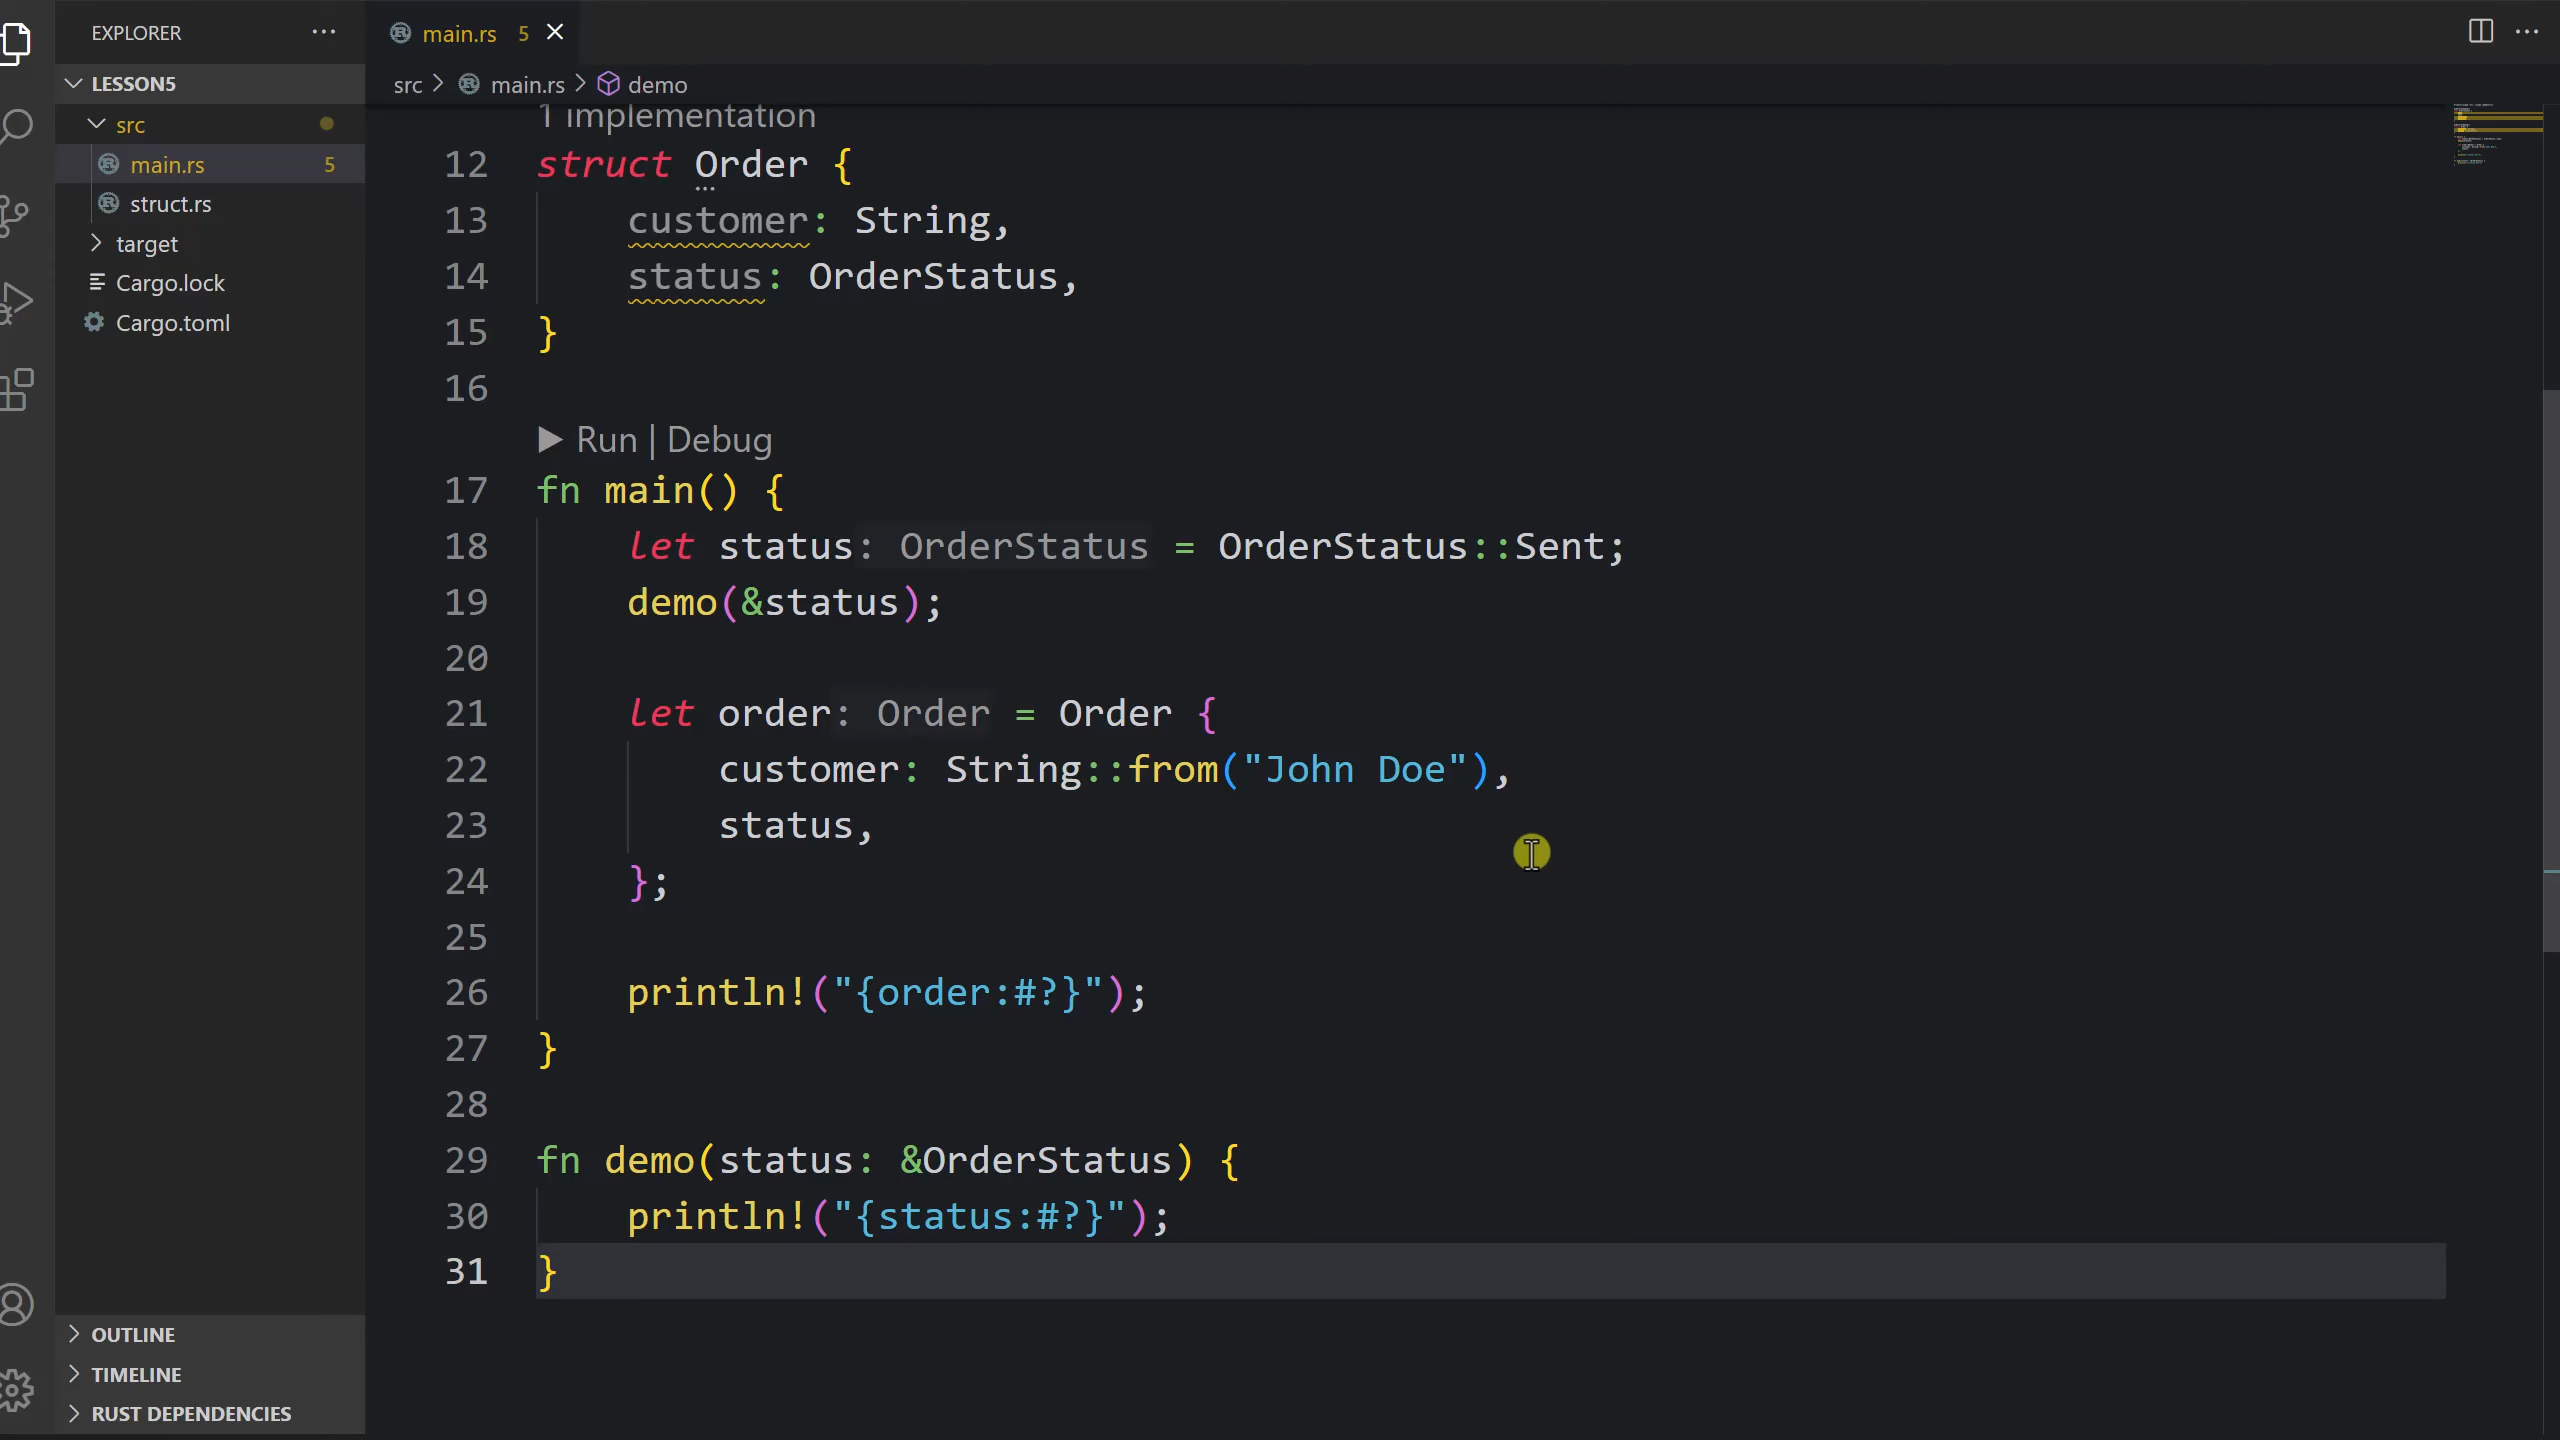 EXPLORER
LESSON5
src
main.rs 5
struct.rs
target
Cargo.lock
Cargo.toml
OUTLINE
TIMELINE
RUST DEPENDENCIES
main.rs 5
src > main.rs > demo
1 implementation
12 struct Order {
13 customer: String,
14 status: OrderStatus,
15 }
16
Run | Debug
17 fn main() {
18 let status: OrderStatus = OrderStatus::Sent;
19 demo(&status);
20
21 let order: Order = Order {
22 customer: String::from("John Doe"),
23 status,
24 };
25
26 println!("{order:#?}");
27 }
28
29 fn demo(status: &OrderStatus) {
30 println!("{status:#?}");
31 }